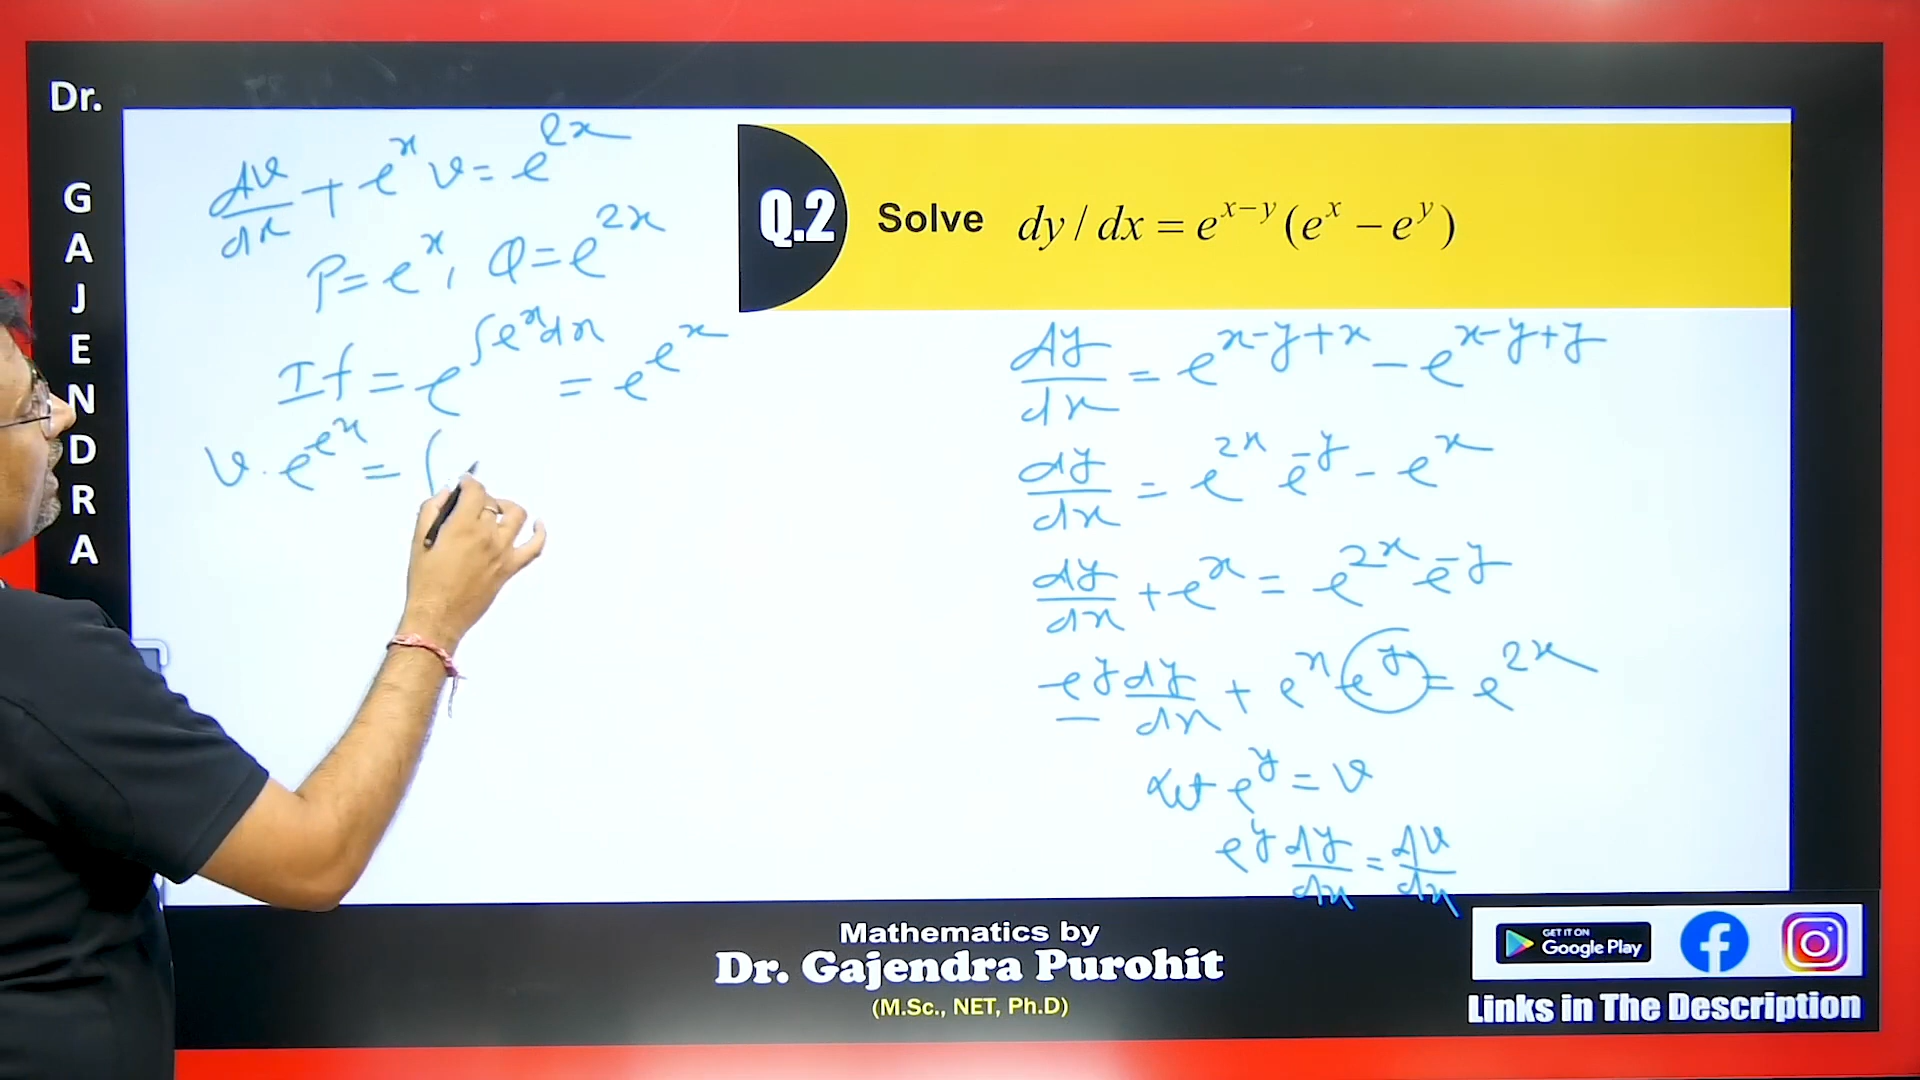 Dr.
GAJENDRA
dv/dx + e^x v = e^{2x}
P = e^x, Q = e^{2x}
If = e^{∫e^x dx} = e^{e^x}
v. e^{e^x} = ∫
Q.2 Solve dy / dx = e^{x−y} (e^x − e^y)
dy/dx = e^{x-y+x} - e^{x-y+y}
dy/dx = e^{2x} e^{-y} - e^x
dy/dx + e^x = e^{2x} e^{-y}
e^y dy/dx + e^x e^y = e^{2x}
Let e^y = v
e^y dy/dx = dv/dx
Mathematics by
Dr. Gajendra Purohit
(M.Sc., NET, Ph.D)
GET IT ON
Google Play
Links in The Description